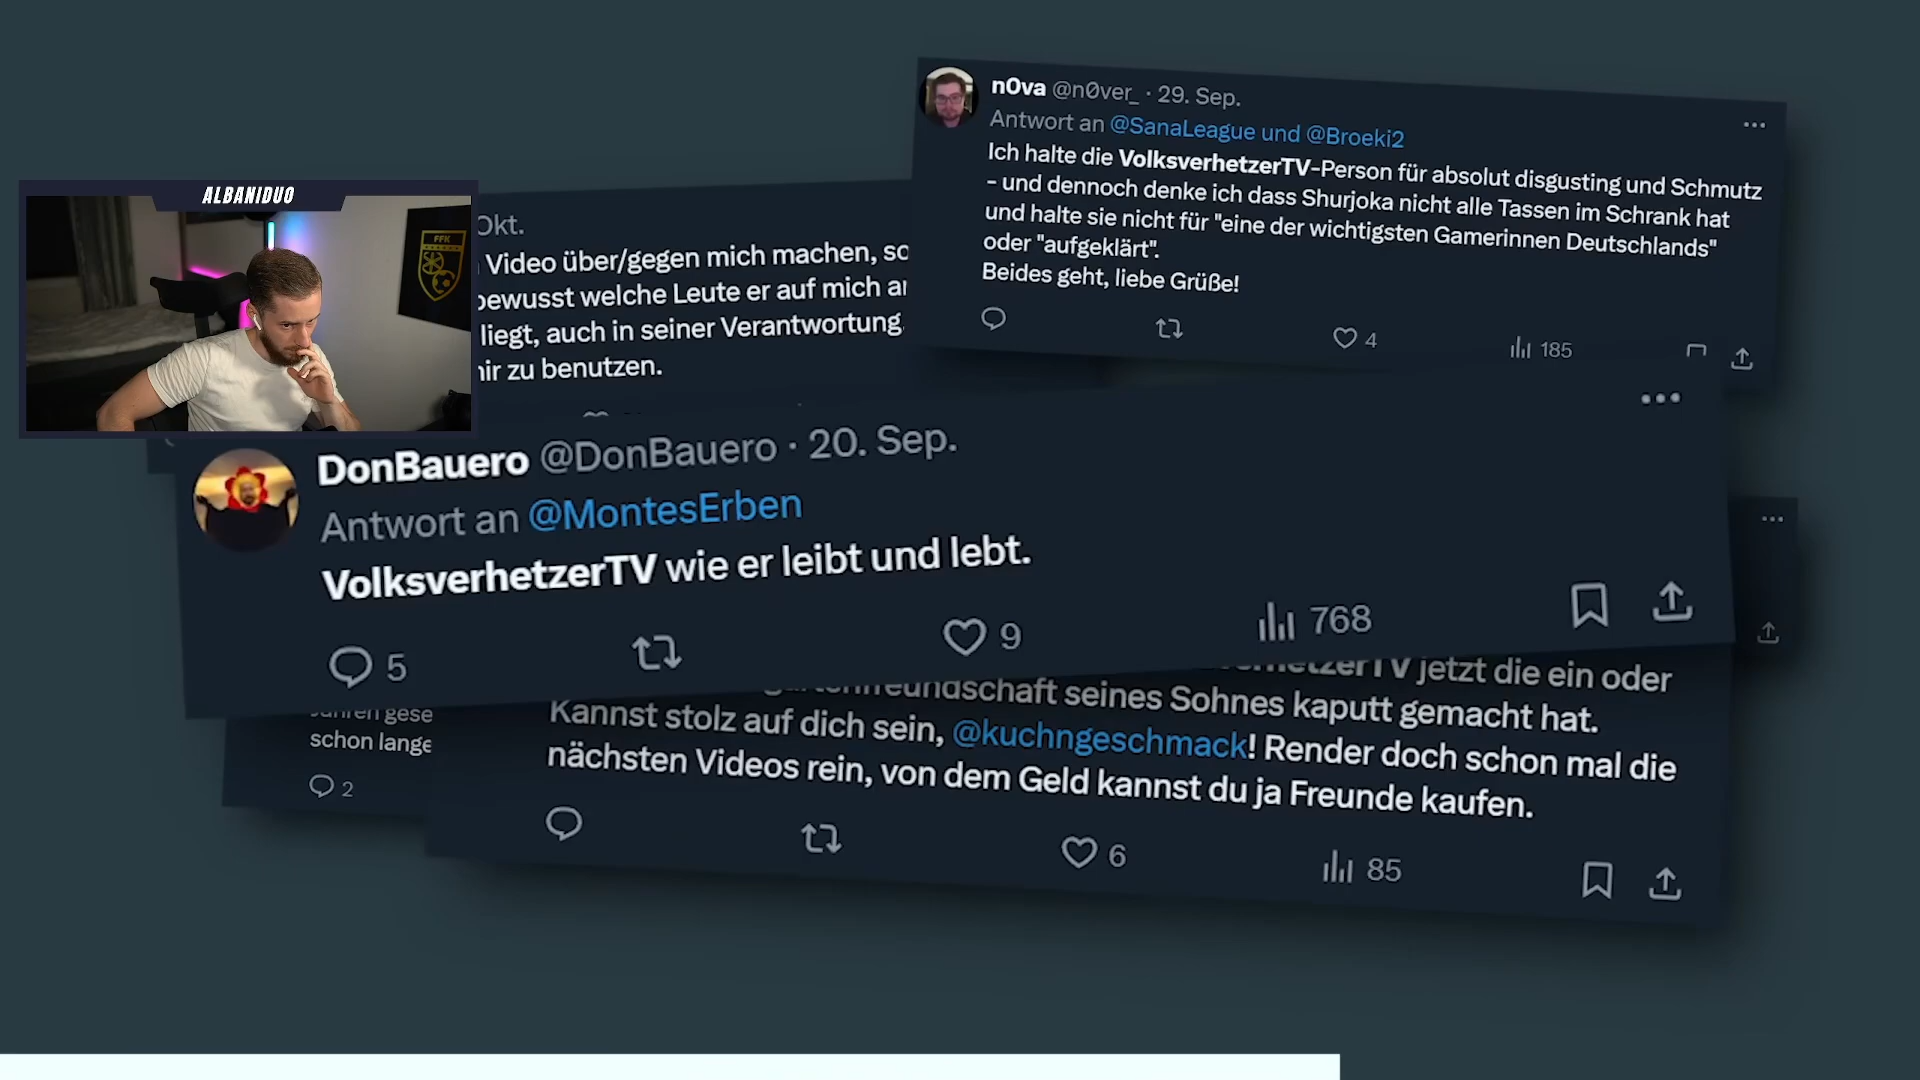 ALBANIDUO
FFK
n0va @n0ver_ · 29. Sep.
Antwort an @SanaLeague und @Broeki2
Ich halte die VolksverhetzerTV-Person für absolut disgusting und Schmutz
- und dennoch denke ich dass Shurjoka nicht alle Tassen im Schrank hat
und halte sie nicht für "eine der wichtigsten Gamerinnen Deutschlands"
oder "aufgeklärt".
Beides geht, liebe Grüße!
4 185
Okt.
Video über/gegen mich machen, so
bewusst welche Leute er auf mich
liegt, auch in seiner Verantwortung
zu benutzen.
DonBauero @DonBauero · 20. Sep.
Antwort an @MontesErben
VolksverhetzerTV wie er leibt und lebt.
5 9 768
jetzt die ein oder
seines Sohnes kaputt gemacht hat.
Kannst stolz auf dich sein, @kuchngeschmack! Render doch schon mal die
nächsten Videos rein, von dem Geld kannst du ja Freunde kaufen.
6 85
schon lange
2